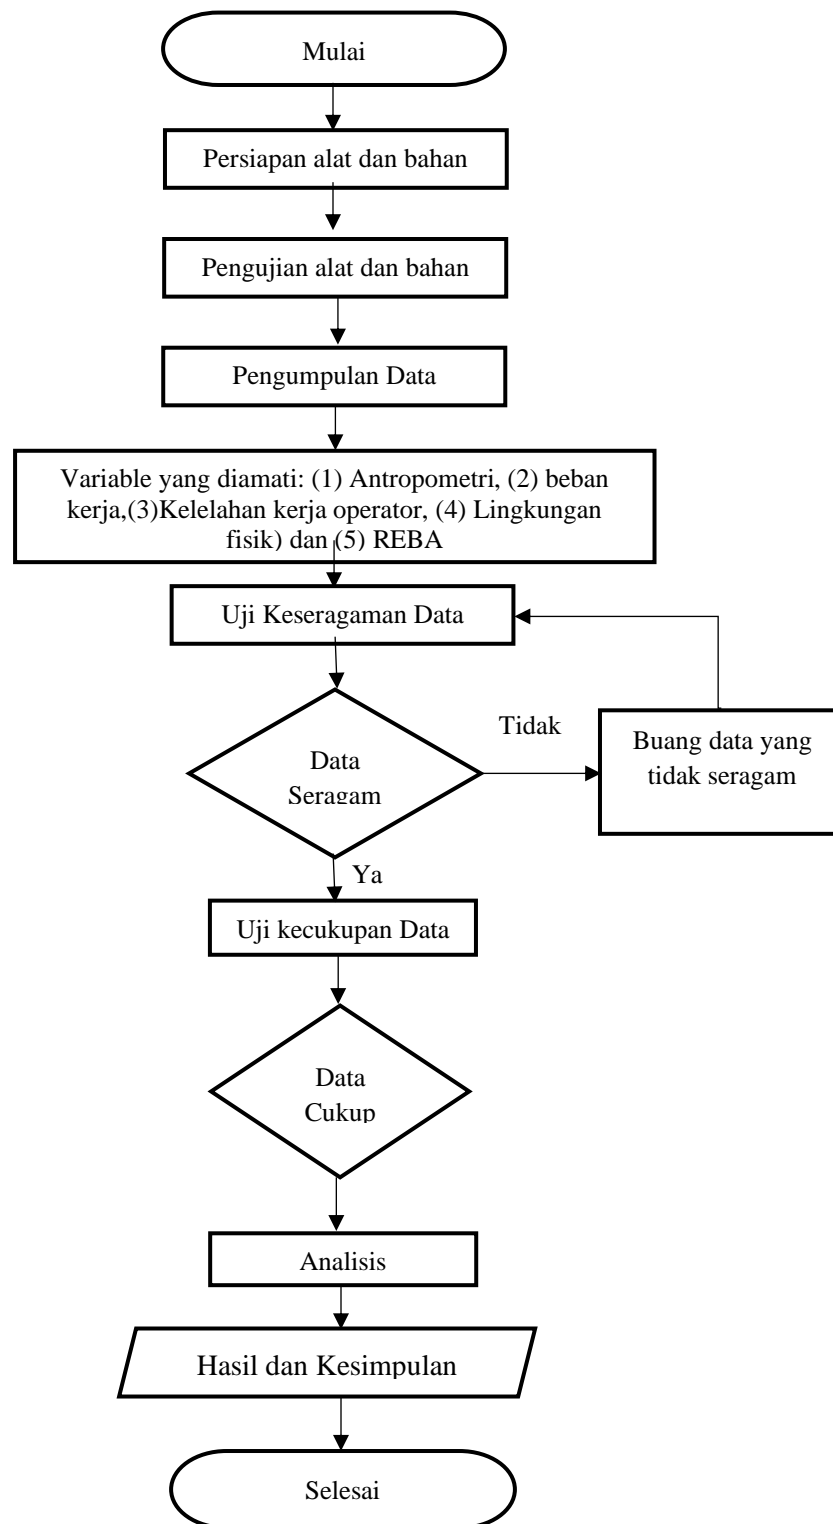 Mulai
Persiapan alat dan bahan
Pengujian alat dan bahan
Pengumpulan Data
Variable yang diamati: (1) Antropometri, (2) beban
kerja,(3)Kelelahan kerja operator, (4) Lingkungan
fisik) dan (5) REBA
Uji Keseragaman Data
Data
Seragam
Tidak
Buang data yang
tidak seragam
Ya
Uji kecukupan Data
Data
Cukup
Analisis
Hasil dan Kesimpulan
Selesai